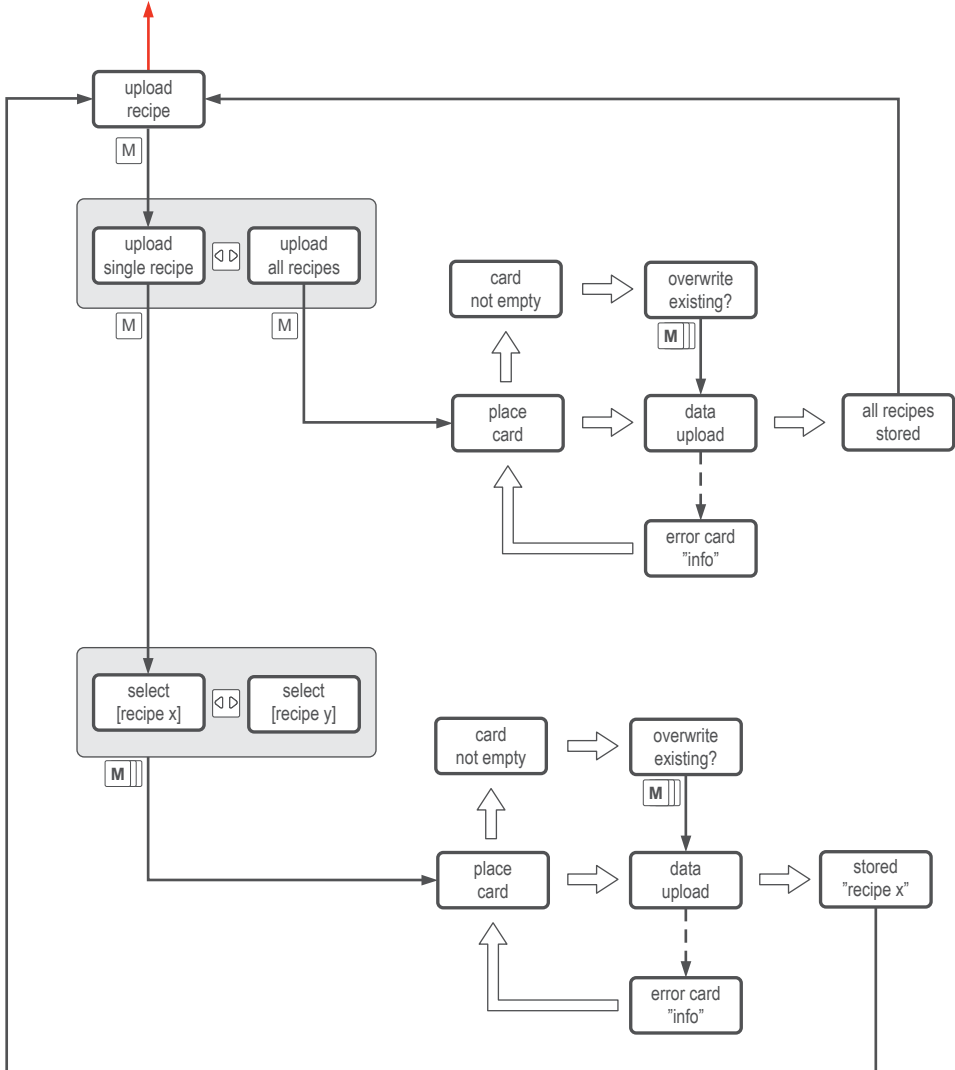 upload
recipe
M
upload
single recipe
upload
all recipes
M
M
card
not empty
overwrite
existing?
M
place
card
data
upload
all recipes
stored
error card
”info”
select
[recipe x]
select
[recipe y]
M
card
not empty
overwrite
existing?
M
place
card
data
upload
stored
”recipe x”
error card
”info”